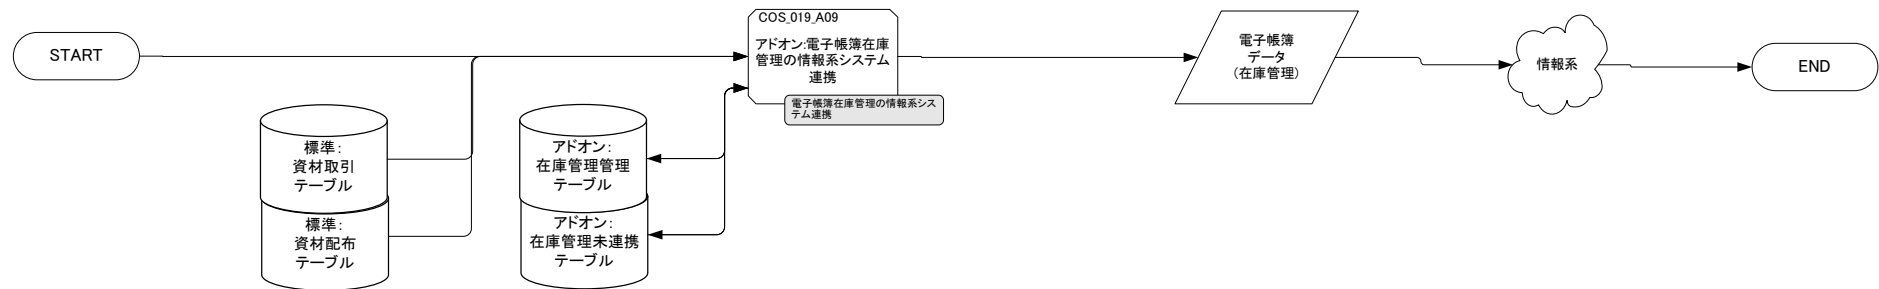 START
COS_019_A09
アドオン:電子帳簿在庫
管理の情報系システム
連携
電子帳簿在庫管理の情報系シス
テム連携
電子帳簿
データ
（在庫管理）
情報系
END
標準:
資材取引
テーブル
標準:
資材配布
テーブル
アドオン:
在庫管理管理
テーブル
アドオン:
在庫管理未連携
テーブル